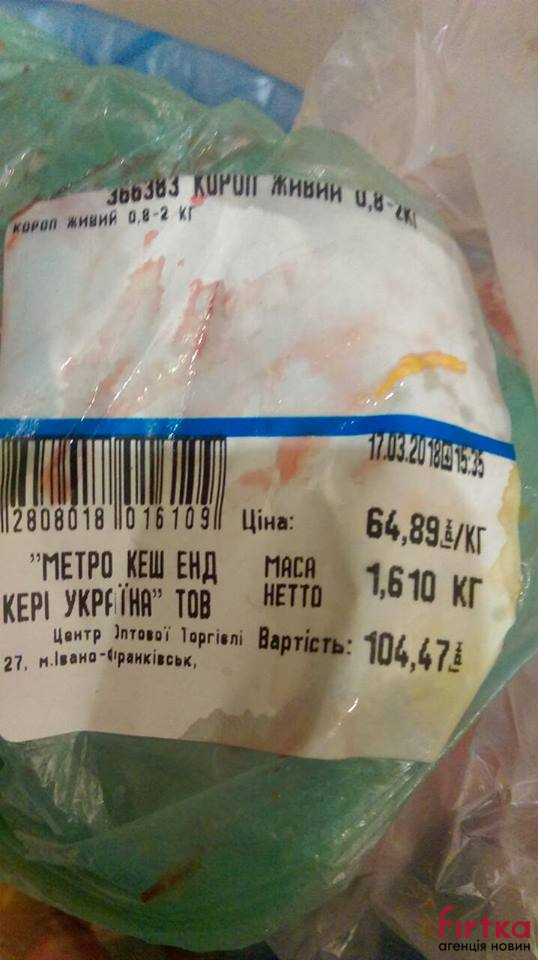 366383 КОРОП ЖИВИЙ 0,8-2КГ
КОРОП ЖИВИЙ 0,8-2 КГ
17.03.2018 15:35
2808018 016109
Ціна: 64,89 грн/КГ
"МЕТРО КЕШ ЕНД
КЕРІ УКРАЇНА" ТОВ
МАСА НЕТТО 1,610 КГ
Центр Оптової Торгівлі
27, м.Івано-Франківськ,
Вартість: 104,47 грн
firtka
агенція новин